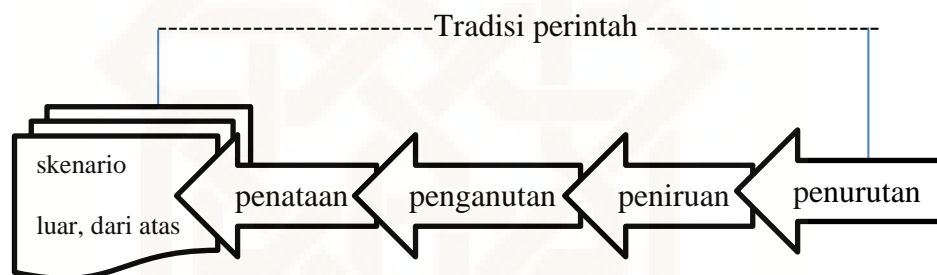 Tradisi perintah
skenario
luar, dari atas
penataan
penganutan
peniruan
penurutan